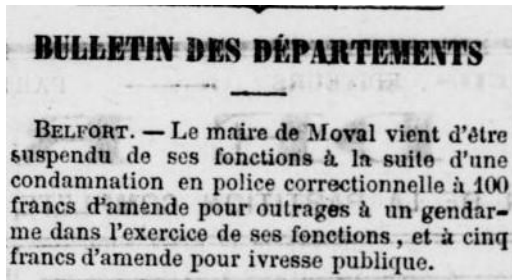 BULLETIN DES DÉPARTEMENTS
BELFORT. — Le maire de Moval vient d'être
suspendu de ses fonctions à la suite d'une
condamnation en police correctionnelle à 100
francs d'amende pour outrages à un gendar-
me dans l'exercice de ses fonctions, et à cinq
francs d'amende pour ivresse publique.